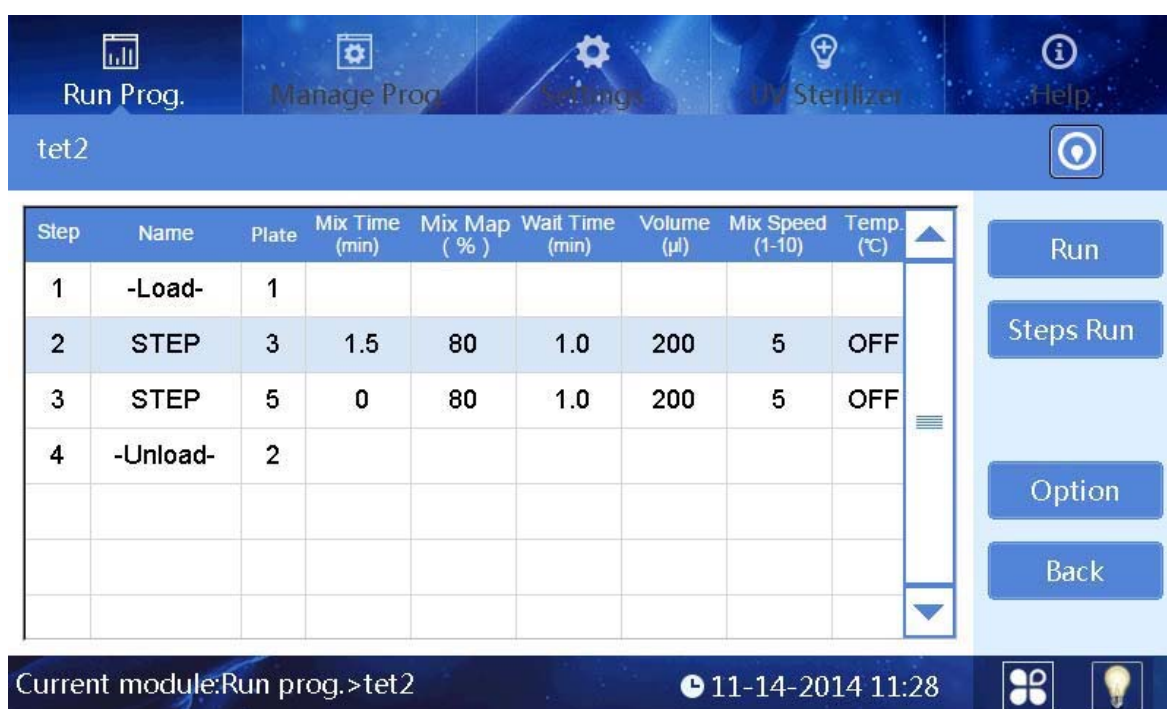 Run Prog. Manage Prog. Settings UV Sterilizer Help
tet2
Step Name Plate Mix Time (min) Mix Map ( % ) Wait Time (min) Volume (µl) Mix Speed (1-10) Temp. (℃)
1 -Load- 1
2 STEP 3 1.5 80 1.0 200 5 OFF
3 STEP 5 0 80 1.0 200 5 OFF
4 -Unload- 2
Run
Steps Run
Option
Back
Current module:Run prog.>tet2 11-14-2014 11:28